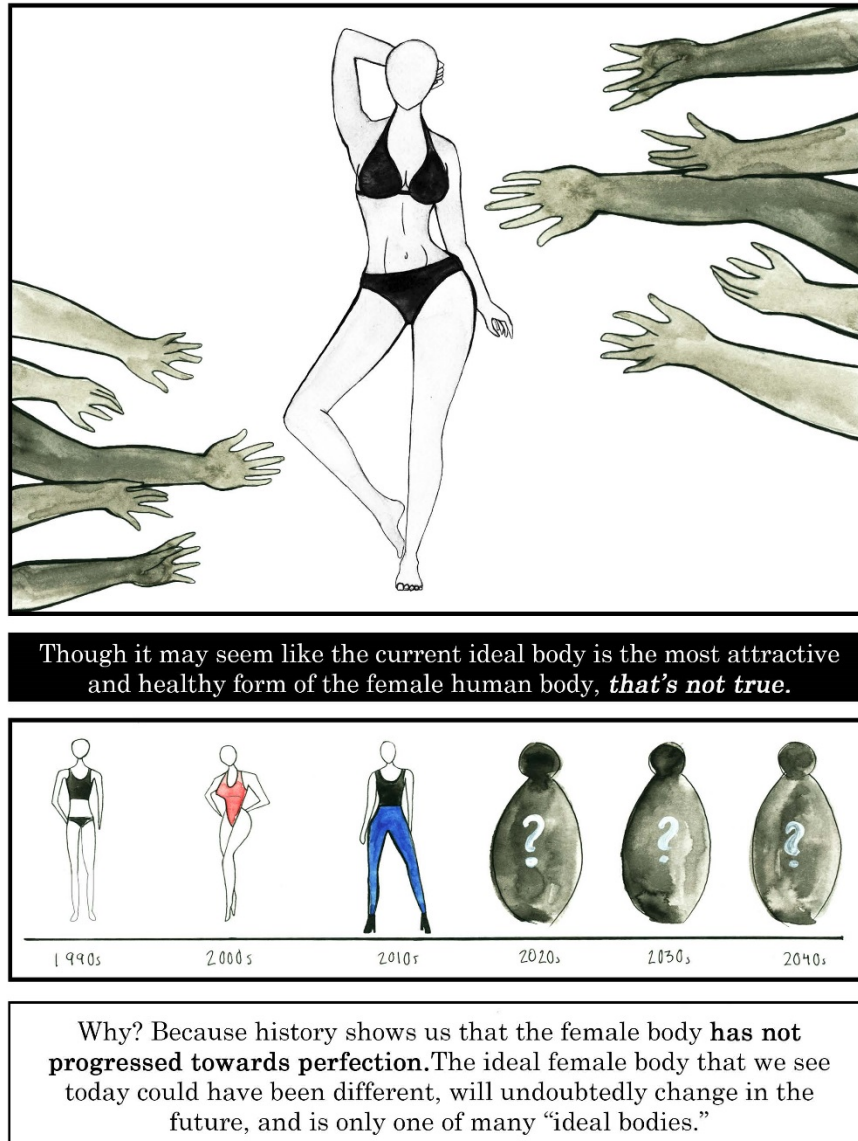 Though it may seem like the current ideal body is the most attractive
and healthy form of the female human body, that's not true.
? ? ?
1990s 2000s 2010s 2020s 2030s 2040s
Why? Because history shows us that the female body has not
progressed towards perfection.The ideal female body that we see
today could have been different, will undoubtedly change in the
future, and is only one of many “ideal bodies.”